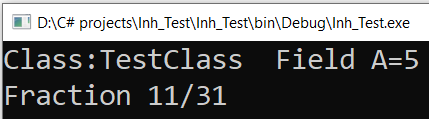 D:\C# projects\Inh_Test\Inh_Test\bin\Debug\Inh_Test.exe
Class:TestClass  Field A=5
Fraction 11/31